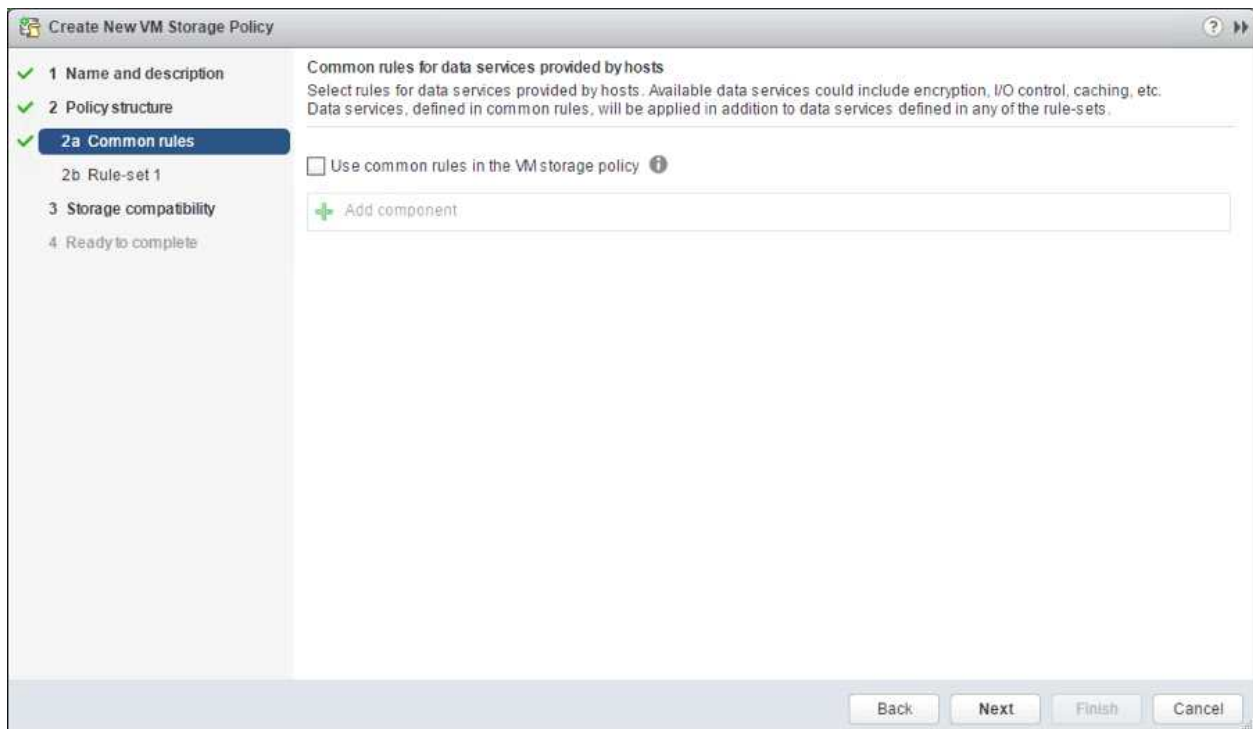 Create New VM Storage Policy
?
1 Name and description
2 Policy structure
2a Common rules
2b Rule-set 1
3 Storage compatibility
4 Ready to complete
Common rules for data services provided by hosts
Select rules for data services provided by hosts. Available data services could include encryption, I/O control, caching, etc.
Data services, defined in common rules, will be applied in addition to data services defined in any of the rule-sets.
Use common rules in the VM storage policy
Add component
Back Next Finish Cancel